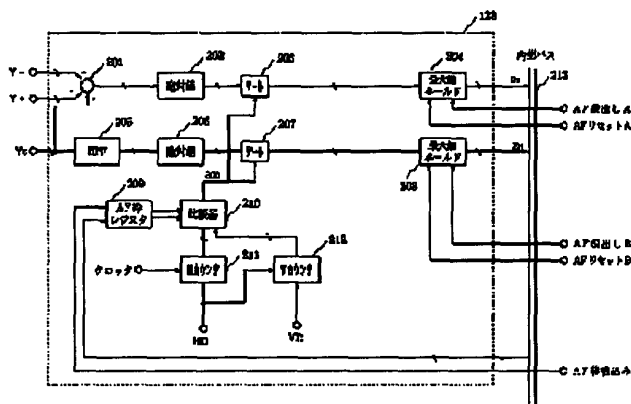 123
内部バス
Y-
201
202
203
204
213
絶対値
ゲート
最大値
ホールド
Y+
AF読出しA
AFリセットA
205
206
207
Yc
絶対値
ゲート
最大値
ホールド
208
209
210
AF枠
レジスタ
比較器
212
AF読出しB
AFリセットB
211
クロック
Hカウンタ
Vカウンタ
HD
AF枠書込み